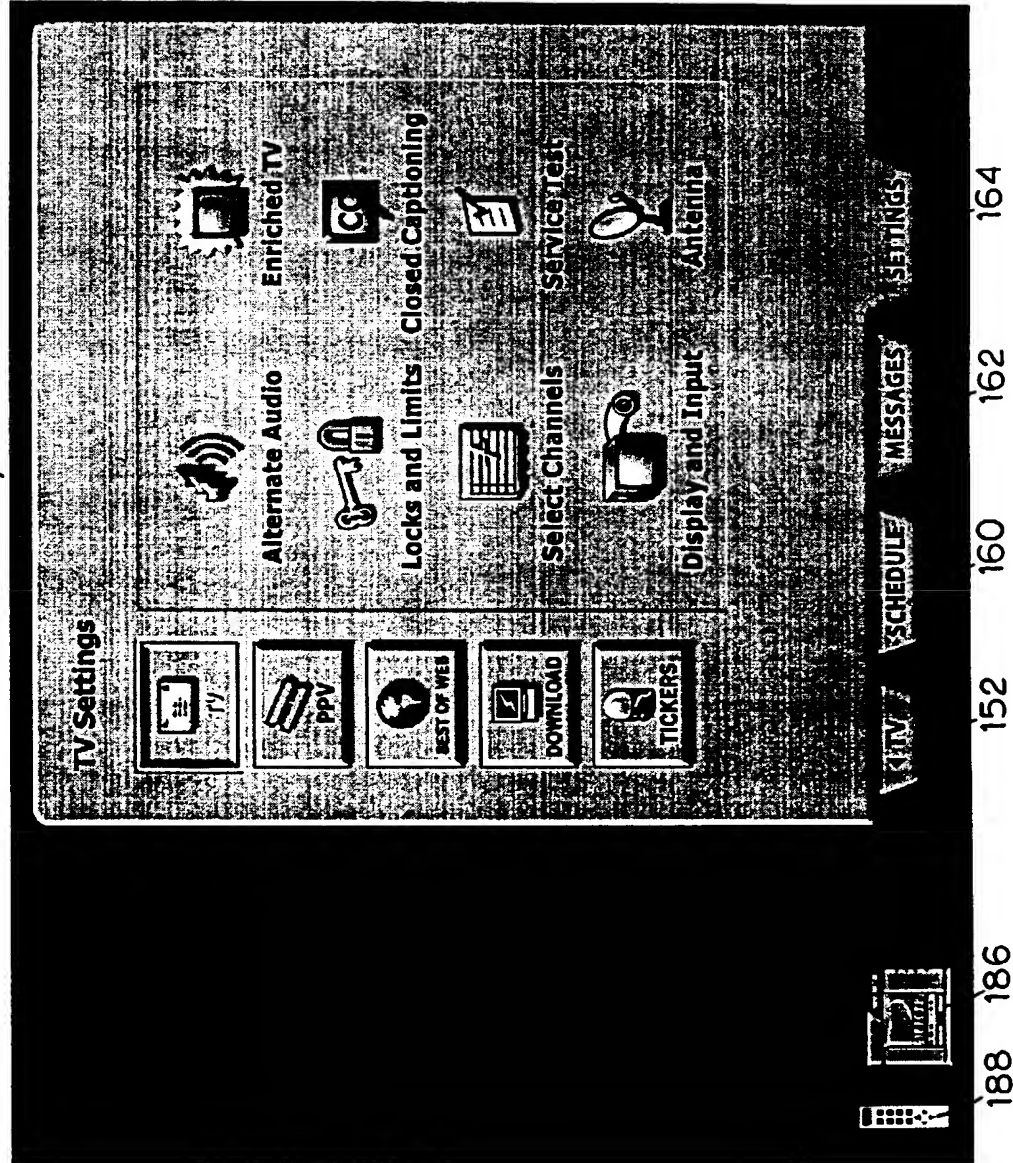 TV Settings
TV
PPV
BEST OF WEB
DOWNLOAD
TICKERS
Alternate Audio
Enriched TV
Locks and Limits
Closed Captioning
CC
Select Channels
Service Test
Display and Input
Antenna
TV
SCHEDULE
MESSAGES
SETTINGS
188
186
152
160
162
164